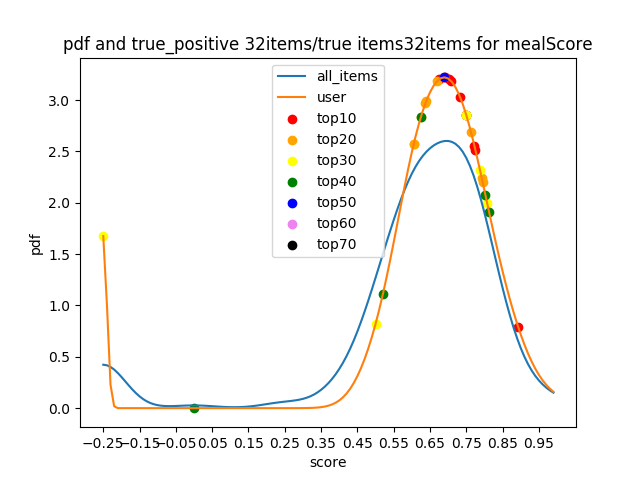 pdf and true_positive 32items/true items32items for mealScore
all_items
user
top10
top20
top30
top40
top50
top60
top70
pdf
3.0
2.5
2.0
1.5
1.0
0.5
0.0
−0.25 −0.15 −0.05 0.05 0.15 0.25 0.35 0.45 0.55 0.65 0.75 0.85 0.95
score